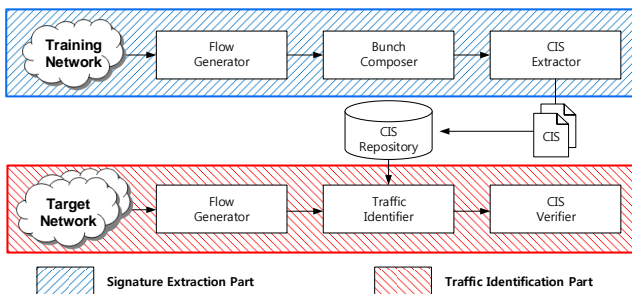 Training
Network
Flow
Generator
Bunch
Composer
CIS
Extractor
CIS
Repository
CIS
Target
Network
Flow
Generator
Traffic
Identifier
CIS
Verifier
Signature Extraction Part
Traffic Identification Part